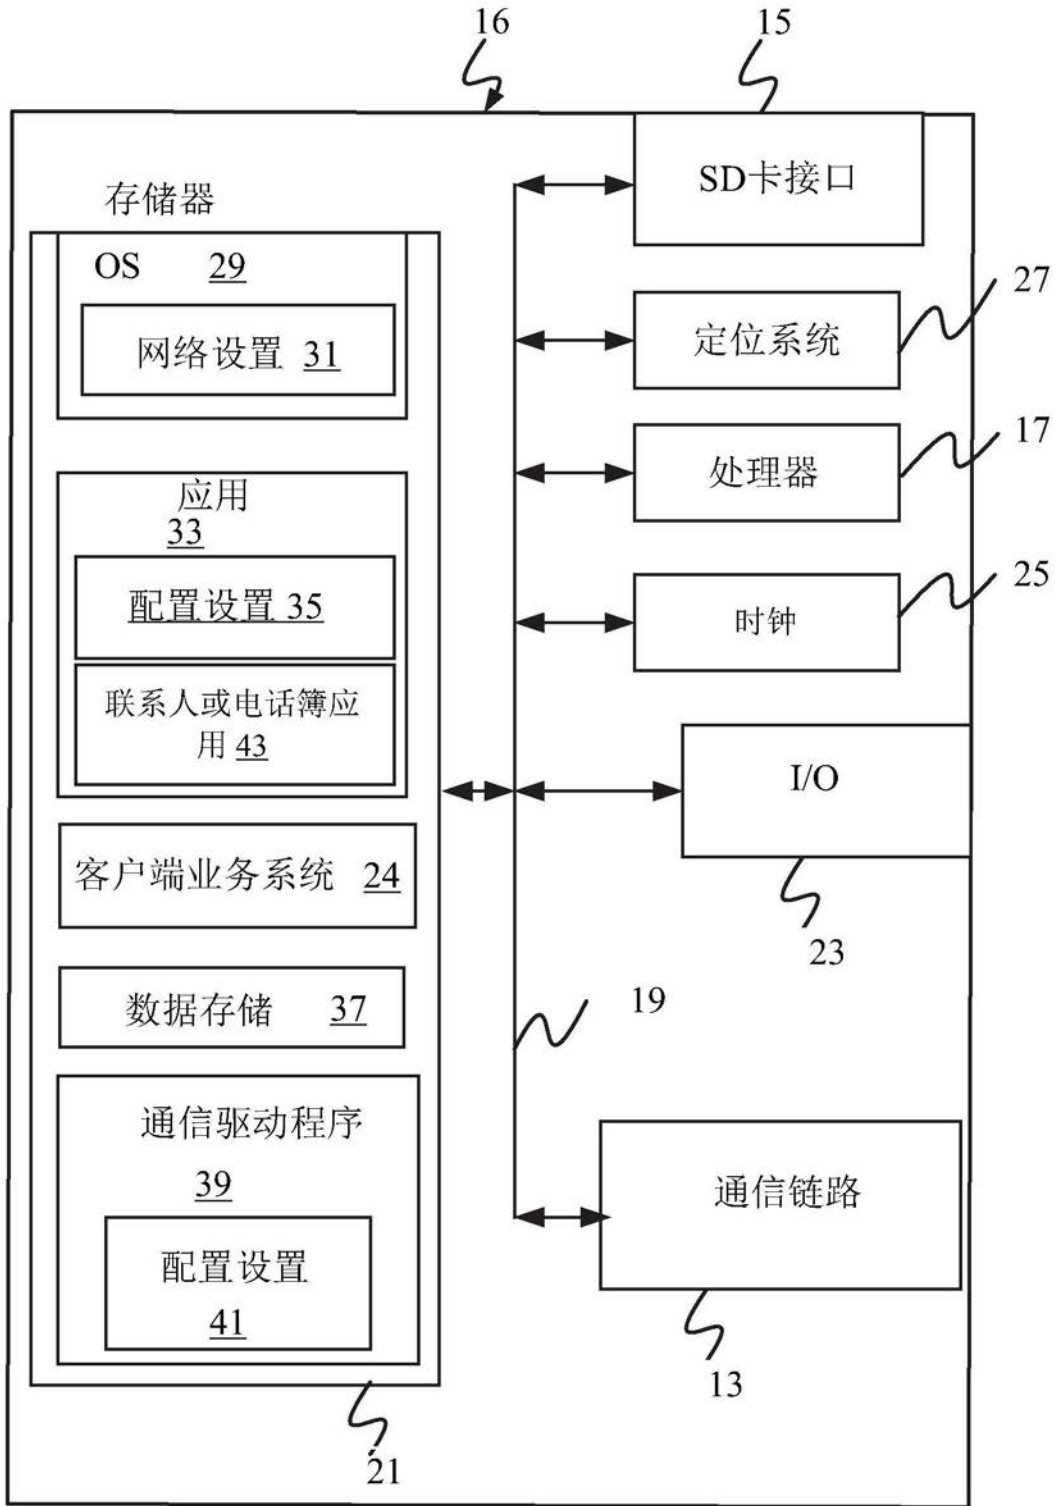 16
15
SD卡接口
存储器
OS 29
27
网络设置 31
定位系统
17
处理器
应用
33
25
配置设置 35
时钟
联系人或电话簿应
用 43
I/O
客户端业务系统 24
23
数据存储 37
19
通信驱动程序
39
通信链路
配置设置
41
13
21